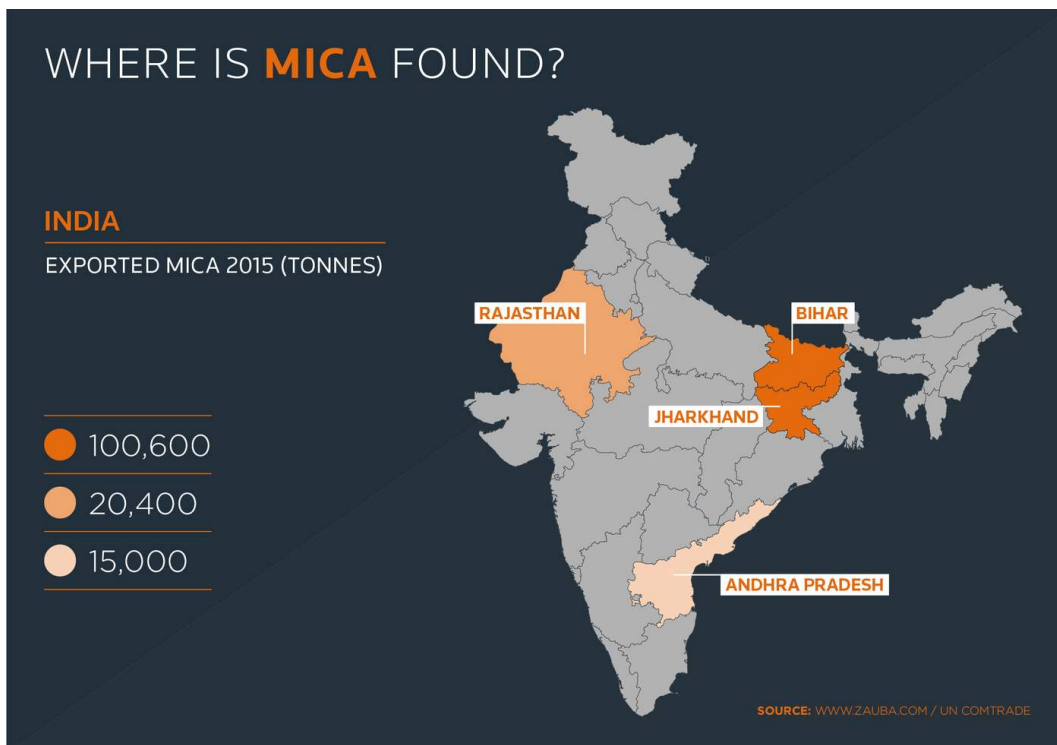 WHERE IS MICA FOUND?
INDIA
EXPORTED MICA 2015 (TONNES)
RAJASTHAN
BIHAR
JHARKHAND
100,600
20,400
15,000
ANDHRA PRADESH
SOURCE: WWW.ZAUBA.COM / UN COMTRADE